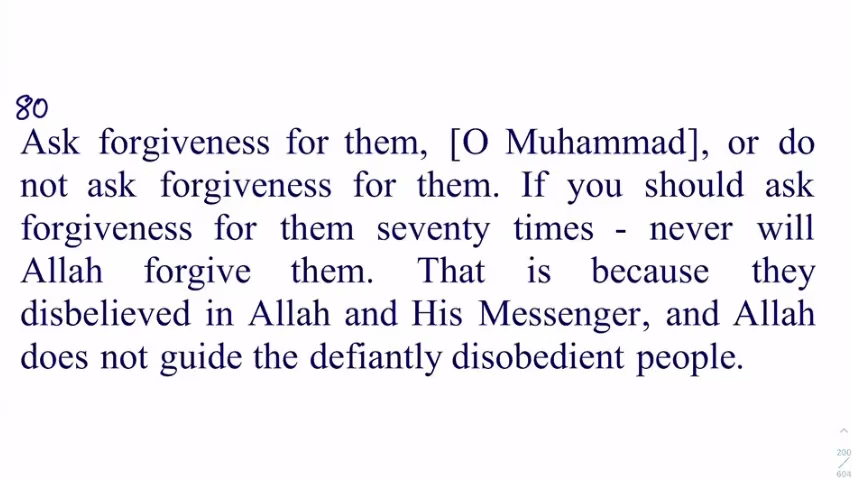 80
Ask forgiveness for them, [O Muhammad], or do
not ask forgiveness for them. If you should ask
forgiveness for them seventy times - never will
Allah forgive them. That is because they
disbelieved in Allah and His Messenger, and Allah
does not guide the defiantly disobedient people.
200
604